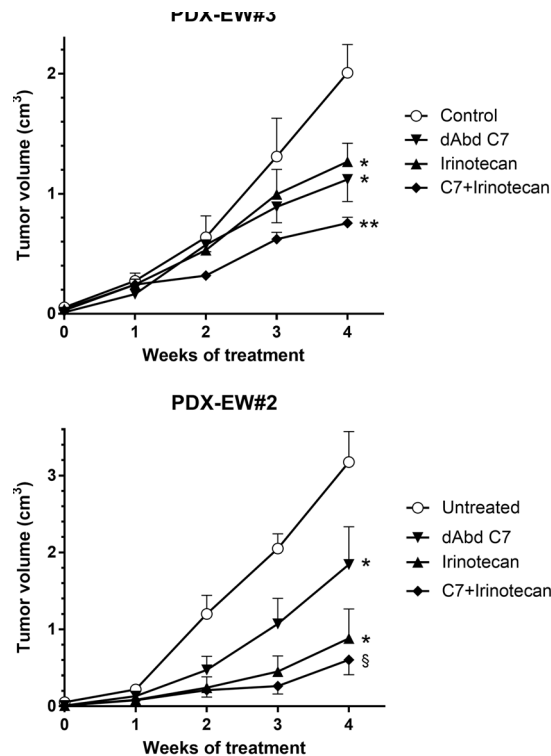 PDX-EW#3
2
1
0
Tumor volume (cm³)
0 1 2 3 4
Weeks of treatment
Control
dAbd C7
Irinotecan
C7+Irinotecan
*
*
**
PDX-EW#2
3
2
1
0
Tumor volume (cm³)
0 1 2 3 4
Weeks of treatment
Untreated
dAbd C7
Irinotecan
C7+Irinotecan
*
*
§